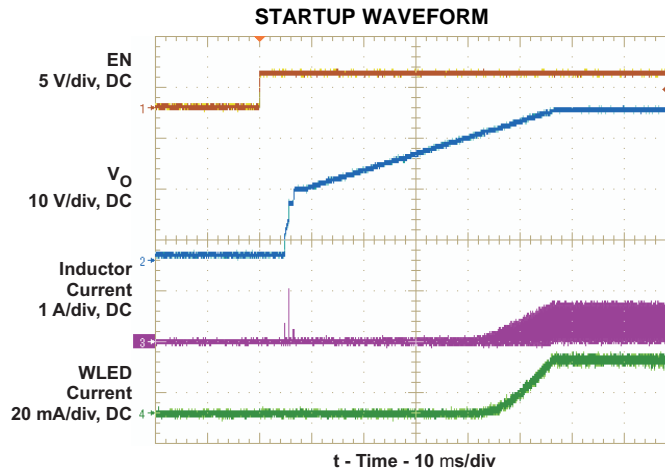 STARTUP WAVEFORM
EN
5 V/div, DC
1
VO
10 V/div, DC
2
Inductor
Current
1 A/div, DC
3
WLED
Current
20 mA/div, DC
4
t - Time - 10 ms/div